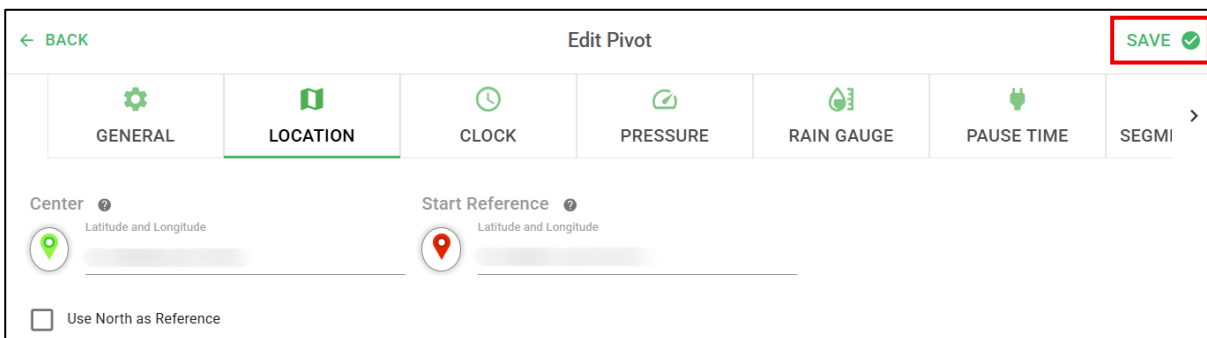 ← BACK
Edit Pivot
SAVE
GENERAL
LOCATION
CLOCK
PRESSURE
RAIN GAUGE
PAUSE TIME
SEGM
Center
Start Reference
Latitude and Longitude
Latitude and Longitude
Use North as Reference